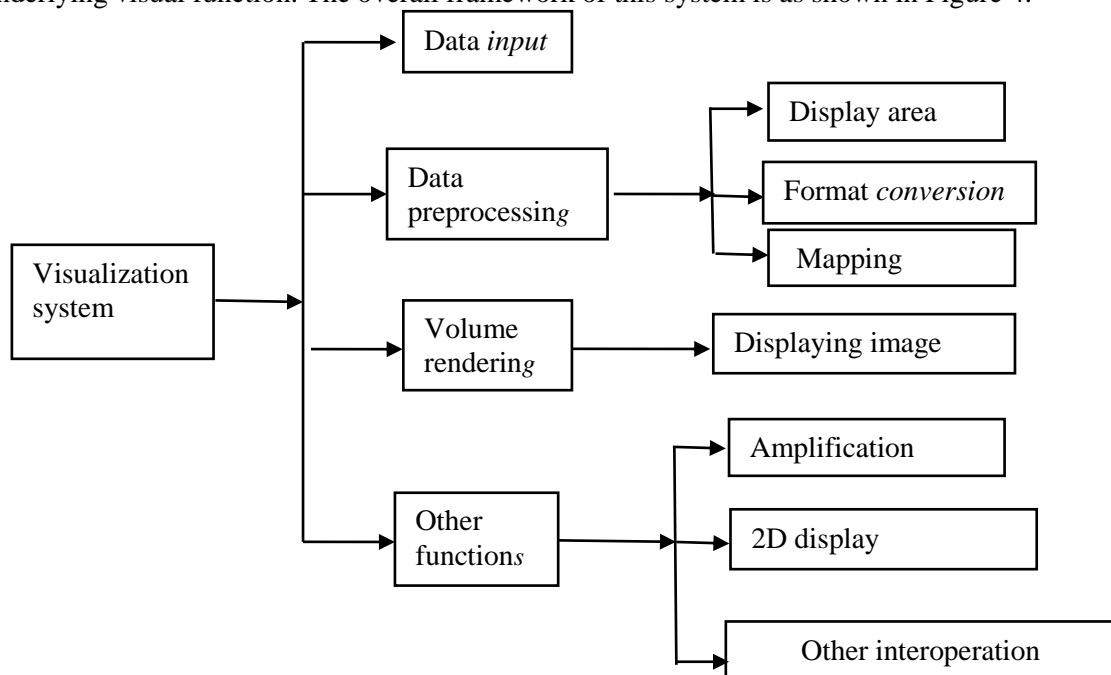 nderlying visual function. The overall framework of this system is as shown in Figure 4.
Data input
Display area
Data
preprocessing
Format conversion
Mapping
Visualization
system
Volume
rendering
Displaying image
Amplification
Other
functions
2D display
Other interoperation